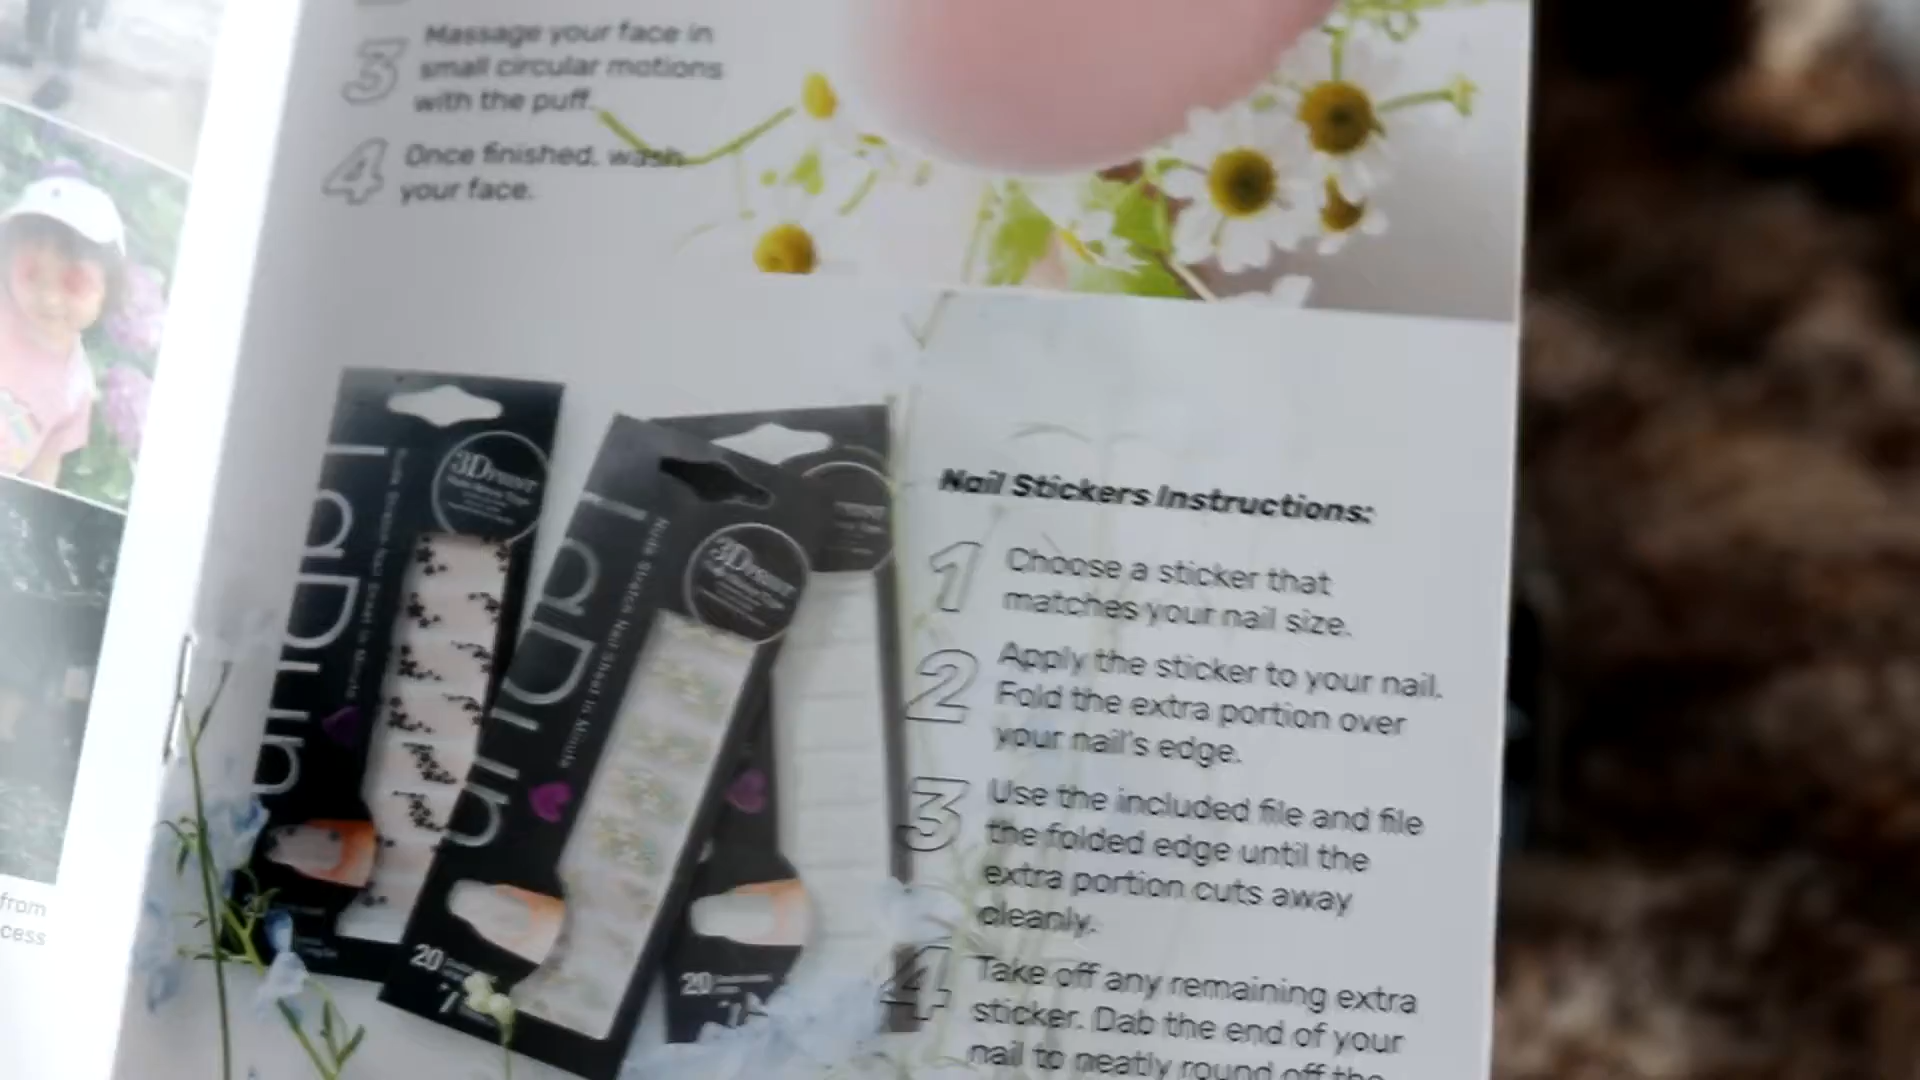 3
Massage your face in
small circular motions
with the puff.
4
Once finished, wash
your face.
from
cess
LaDun
LaDun
20
20
Nail Stickers Instructions:
1
Choose a sticker that
matches your nail size.
2
Apply the sticker to your nail.
Fold the extra portion over
your nail's edge.
3
Use the included file and file
the folded edge until the
extra portion cuts away
cleanly.
4
Take off any remaining extra
sticker. Dab the end of your
nail to neatly round off the